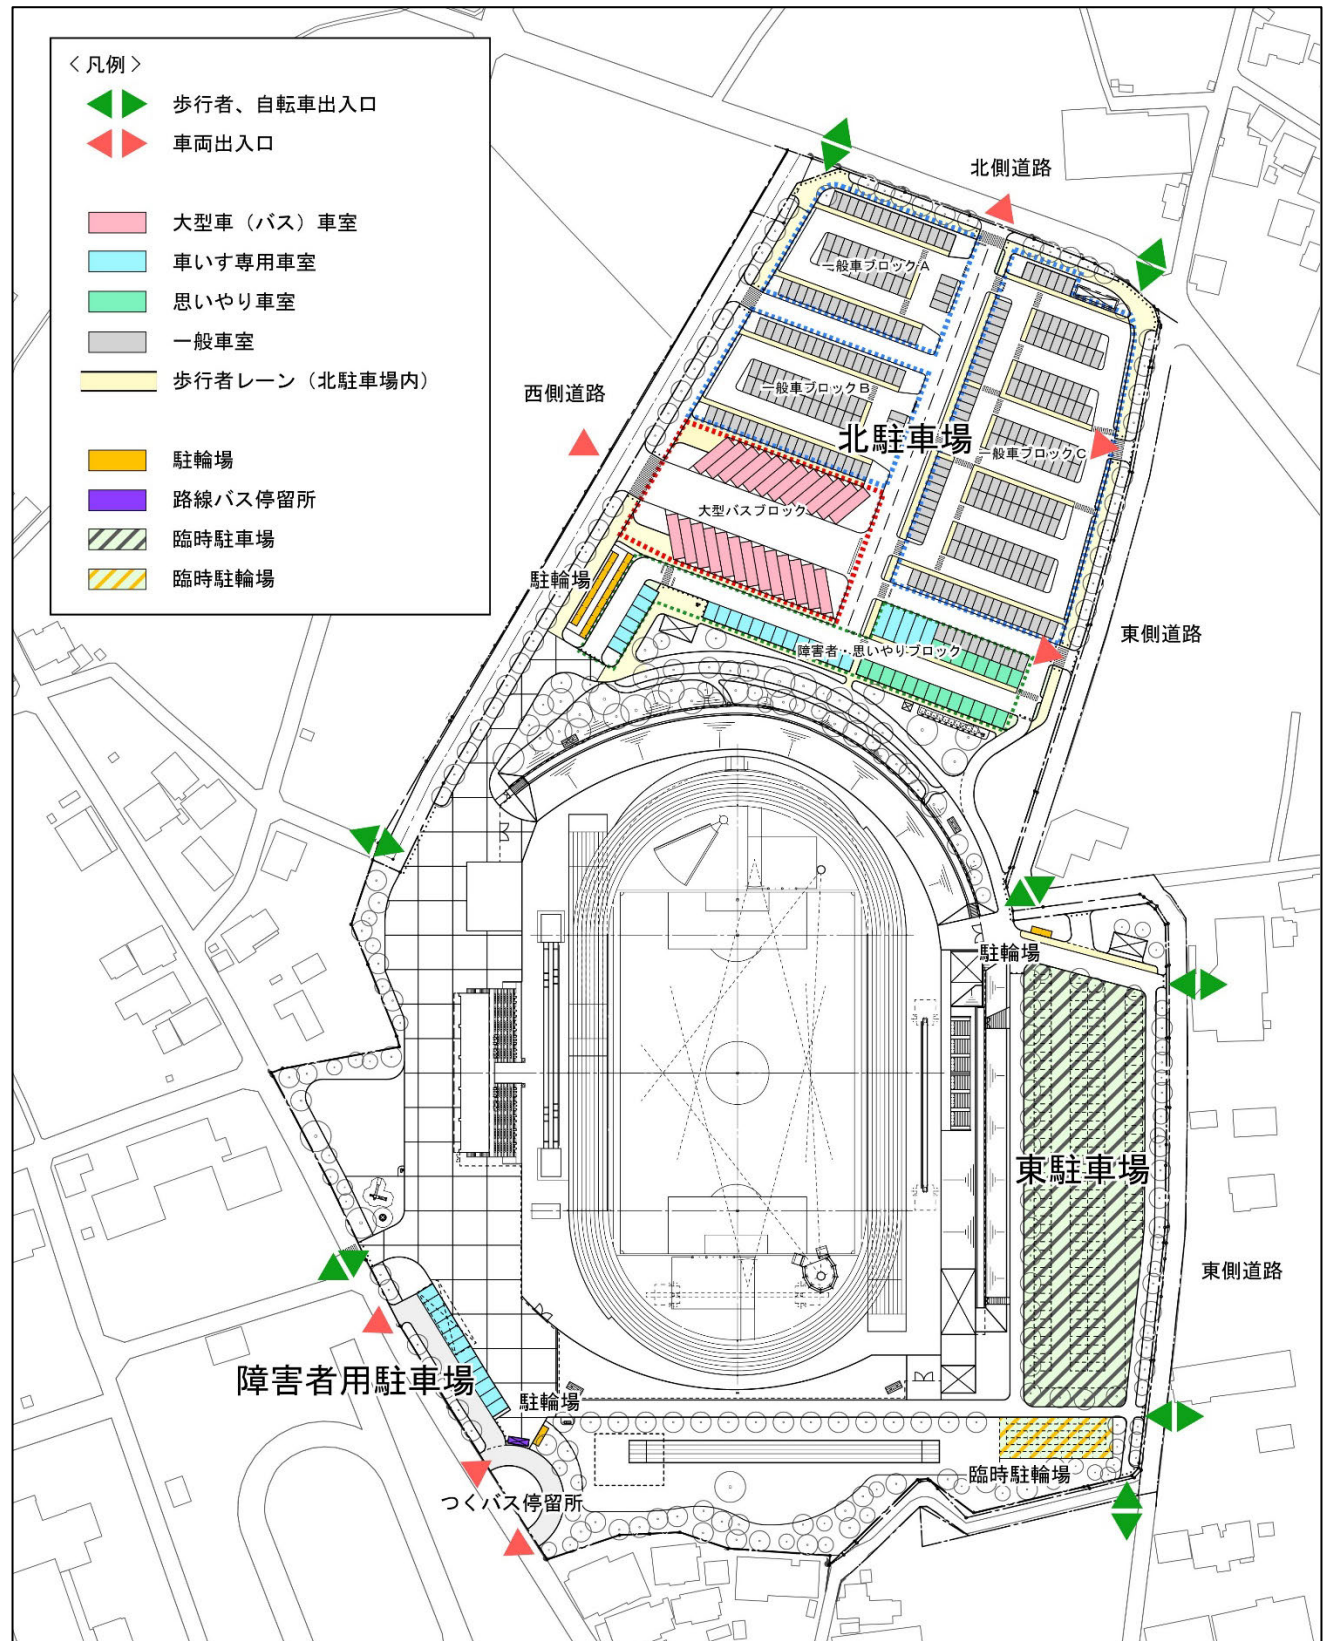 ＜凡例＞
歩行者、自転車出入口
車両出入口
大型車（バス）車室
車いす専用車室
思いやり車室
一般車室
歩行者レーン（北駐車場内）
駐輪場
路線バス停留所
臨時駐車場
臨時駐輪場
北側道路
一般車ブロックA
西側道路
一般車ブロックB
北駐車場
一般車ブロックC
大型バスブロック
駐輪場
東側道路
障害者・思いやりブロック
駐輪場
東駐車場
東側道路
障害者用駐車場
駐輪場
臨時駐輪場
つくバス停留所